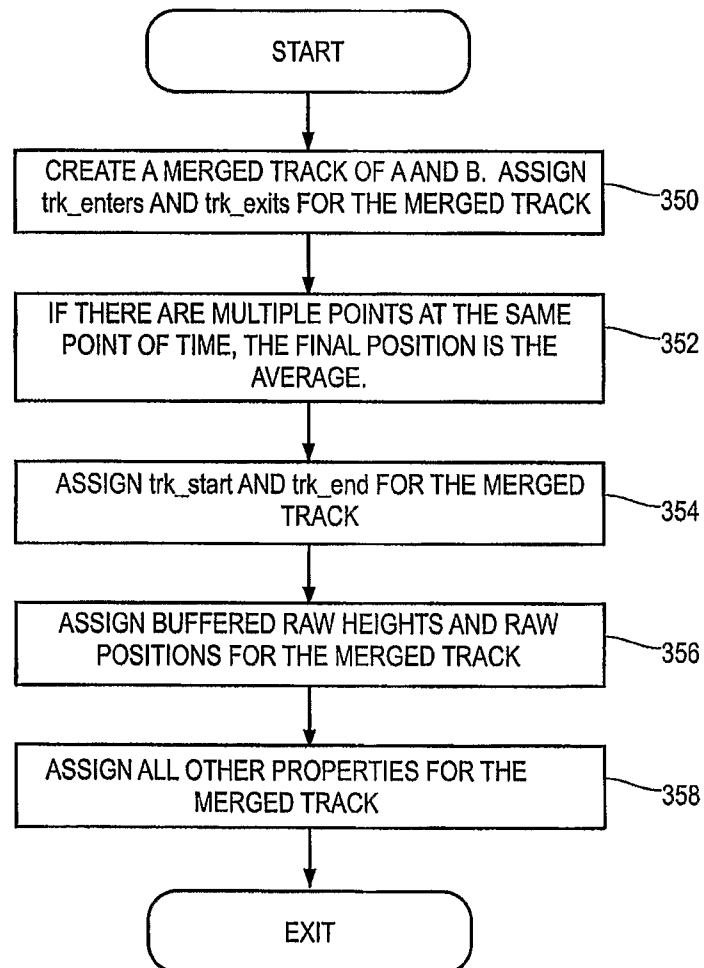 START
CREATE A MERGED TRACK OF A AND B. ASSIGN
trk_enters AND trk_exits FOR THE MERGED TRACK
350
IF THERE ARE MULTIPLE POINTS AT THE SAME
POINT OF TIME, THE FINAL POSITION IS THE
AVERAGE.
352
ASSIGN trk_start AND trk_end FOR THE MERGED
TRACK
354
ASSIGN BUFFERED RAW HEIGHTS AND RAW
POSITIONS FOR THE MERGED TRACK
356
ASSIGN ALL OTHER PROPERTIES FOR THE
MERGED TRACK
358
EXIT